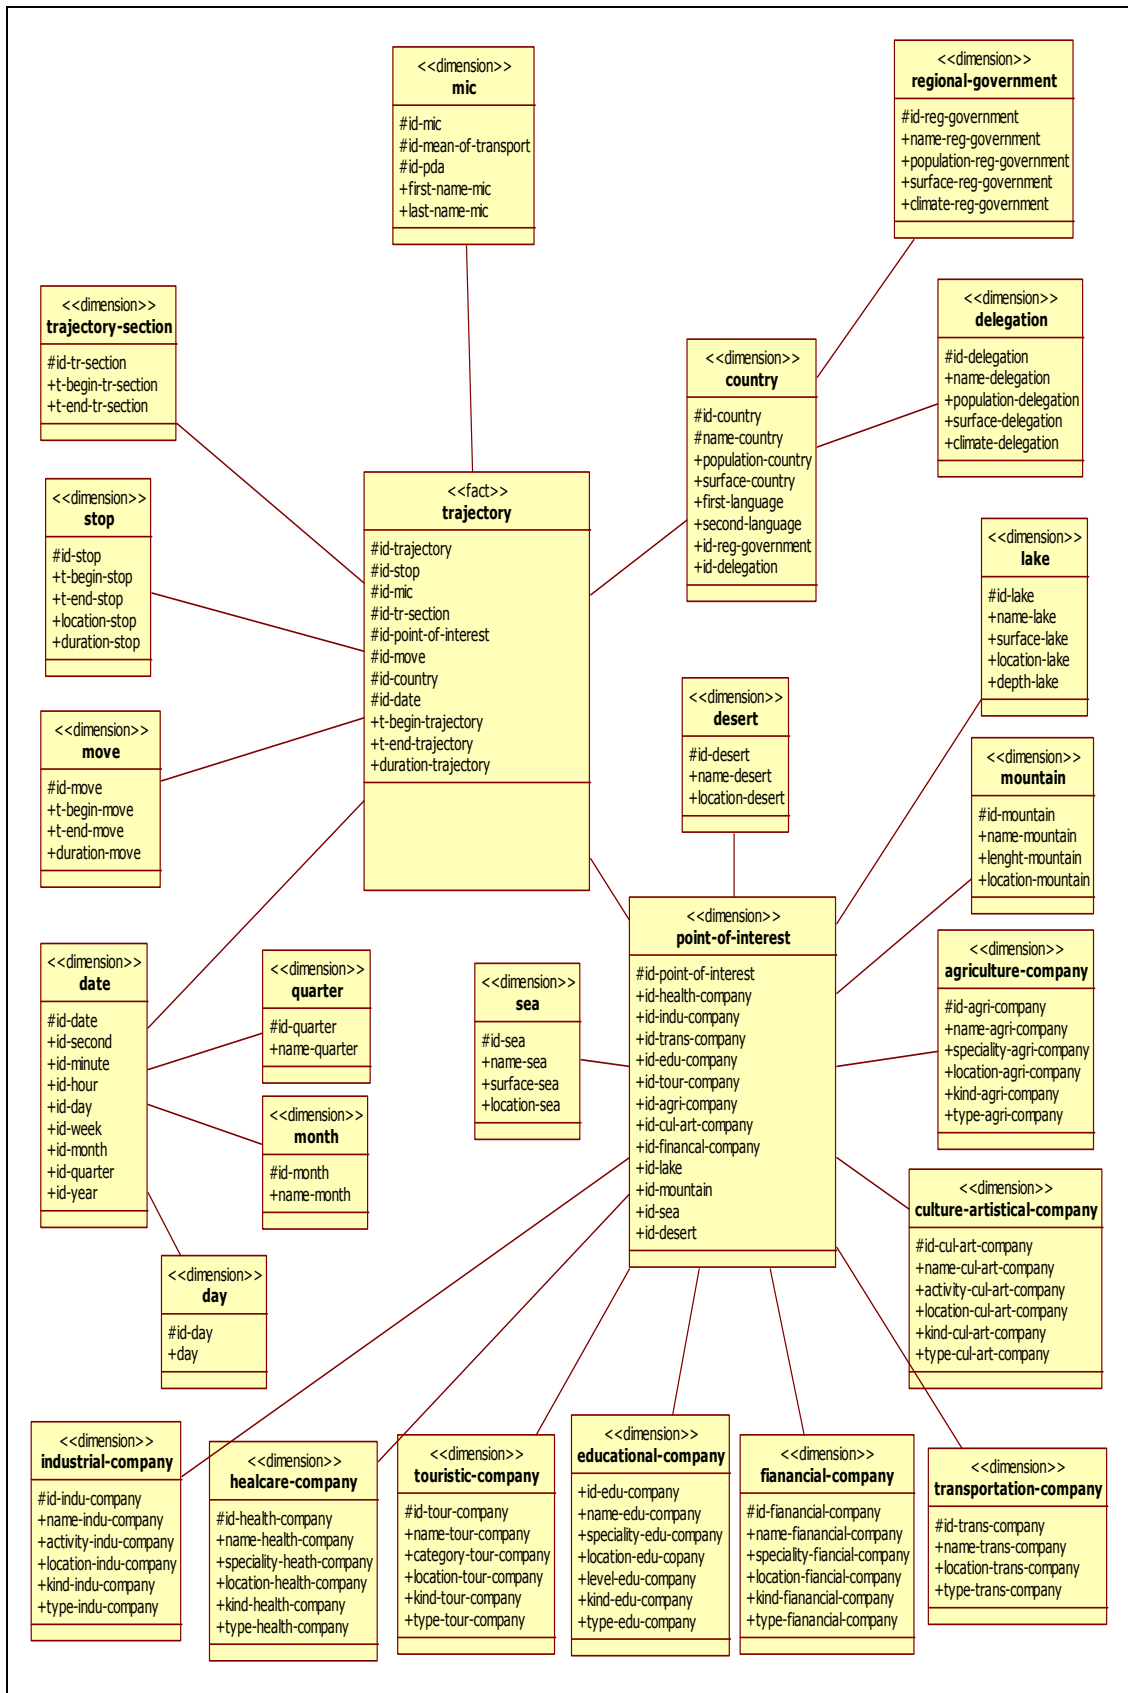 <<dimension>>
mic
#id-mic
#id-mean-of-transport
#id-pda
+first-name-mic
+last-name-mic
<<dimension>>
regional-government
#id-reg-government
+name-reg-government
+population-reg-government
+surface-reg-government
+climate-reg-government
<<dimension>>
trajectory-section
#id-tr-section
+t-begin-tr-section
+t-end-tr-section
<<dimension>>
delegation
#id-delegation
+name-delegation
+population-delegation
+surface-delegation
+climate-delegation
<<dimension>>
country
#id-country
#name-country
+population-country
+surface-country
+first-language
+second-language
+id-reg-government
+id-delegation
<<fact>>
trajectory
#id-trajectory
#id-stop
#id-mic
#id-tr-section
#id-point-of-interest
#id-move
#id-country
#id-date
+t-begin-trajectory
+t-end-trajectory
+duration-trajectory
<<dimension>>
stop
#id-stop
+t-begin-stop
+t-end-stop
+location-stop
+duration-stop
<<dimension>>
lake
#id-lake
+name-lake
+surface-lake
+location-lake
+depth-lake
<<dimension>>
desert
#id-desert
+name-desert
+location-desert
<<dimension>>
move
#id-move
+t-begin-move
+t-end-move
+duration-move
<<dimension>>
mountain
#id-mountain
+name-mountain
+lenght-mountain
+location-mountain
<<dimension>>
point-of-interest
#id-point-of-interest
+id-health-company
+id-indu-company
+id-trans-company
+id-edu-company
+id-tour-company
+id-agri-company
+id-cul-art-company
+id-financal-company
+id-lake
+id-mountain
+id-sea
+id-desert
<<dimension>>
agriculture-company
#id-agri-company
+name-agri-company
+speciality-agri-company
+location-agri-company
+kind-agri-company
+type-agri-company
<<dimension>>
date
#id-date
+id-second
+id-minute
+id-hour
+id-day
+id-week
+id-month
+id-quarter
+id-year
<<dimension>>
quarter
#id-quarter
+name-quarter
<<dimension>>
sea
#id-sea
+name-sea
+surface-sea
+location-sea
<<dimension>>
month
#id-month
+name-month
<<dimension>>
culture-artistical-company
#id-cul-art-company
+name-cul-art-company
+activity-cul-art-company
+location-cul-art-company
+kind-cul-art-company
+type-cul-art-company
<<dimension>>
day
#id-day
+day
<<dimension>>
industrial-company
#id-indu-company
+name-indu-company
+activity-indu-company
+location-indu-company
+kind-indu-company
+type-indu-company
<<dimension>>
healcare-company
#id-health-company
+name-health-company
+speciality-heath-company
+location-health-company
+kind-health-company
+type-health-company
<<dimension>>
touristic-company
#id-tour-company
+name-tour-company
+category-tour-company
+location-tour-company
+kind-tour-company
+type-tour-company
<<dimension>>
educational-company
+id-edu-company
+name-edu-company
+speciality-edu-company
+location-edu-copany
+level-edu-company
+kind-edu-company
+type-edu-company
<<dimension>>
fianancial-company
#id-fianancial-company
+name-fianancial-company
+speciality-fiancial-company
+location-fiancial-company
+kind-fianancial-company
+type-fianancial-company
<<dimension>>
transportation-company
#id-trans-company
+name-trans-company
+location-trans-company
+type-trans-company